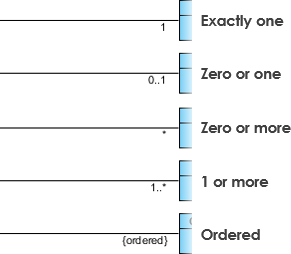 1 Exactly one
0..1 Zero or one
* Zero or more
1..* 1 or more
{ordered} Ordered